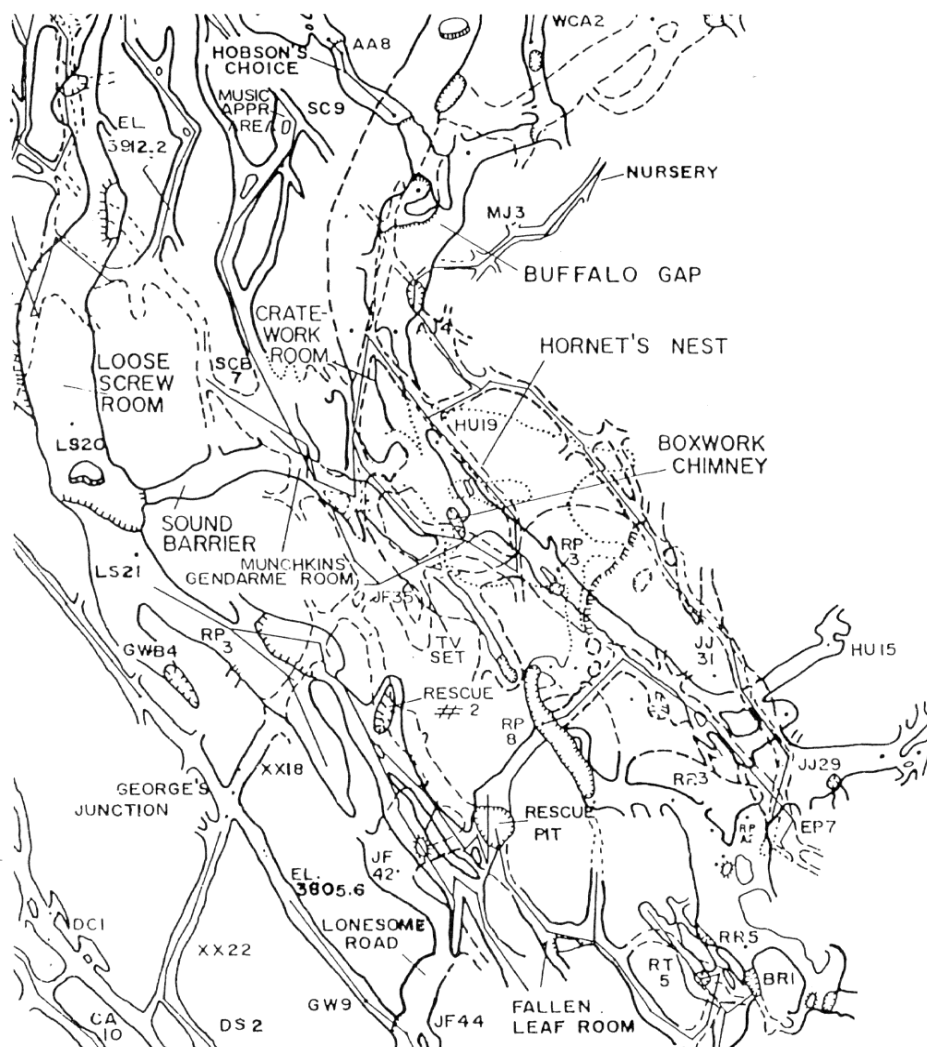 WCA2
AA8
HOBSON'S
CHOICE
MUSIC
APPR.
AREA
SC9
EL.
3912.2
NURSERY
MJ3
BUFFALO GAP
CRATE-
WORK
ROOM
J4
HORNET'S NEST
LOOSE
SCREW
ROOM
SCB
7
HU19
BOXWORK
CHIMNEY
LS20
SOUND
BARRIER
MUNCHKINS'
GENDARME ROOM
RP
3
LS21
JF35
TV
SET
JJ
31
HU15
GWB4
RP
3
RESCUE
# 2
RP
8
XX18
RP3
JJ29
GEORGE'S
JUNCTION
RESCUE
PIT
EP7
JF
42
EL.
3805.6
LONESOME
ROAD
DC1
XX22
RR5
RT
5
BR1
CA
10
DS2
GW9
JF44
FALLEN
LEAF ROOM